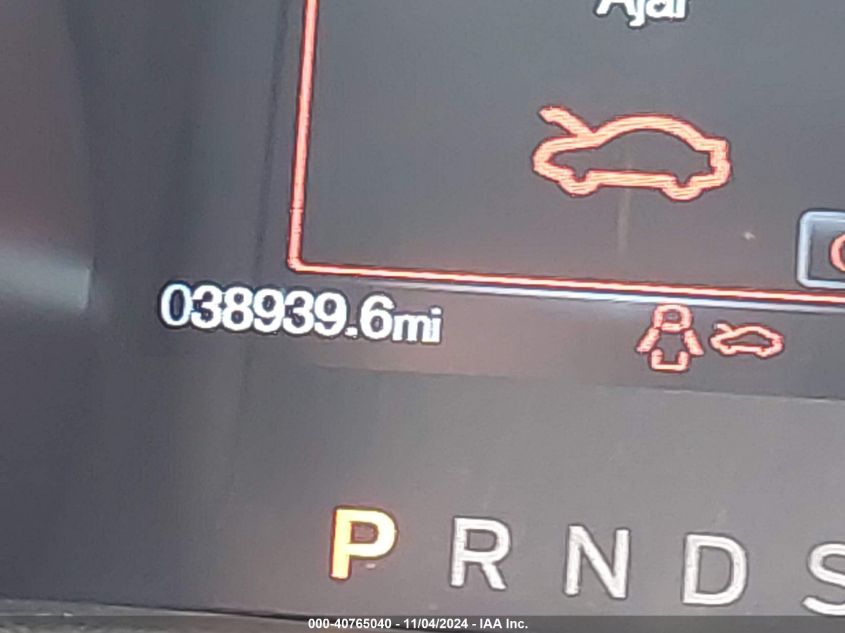 Ajar
038939.6mi
P R N D S
000-40765040 - 11/04/2024 - IAA Inc.